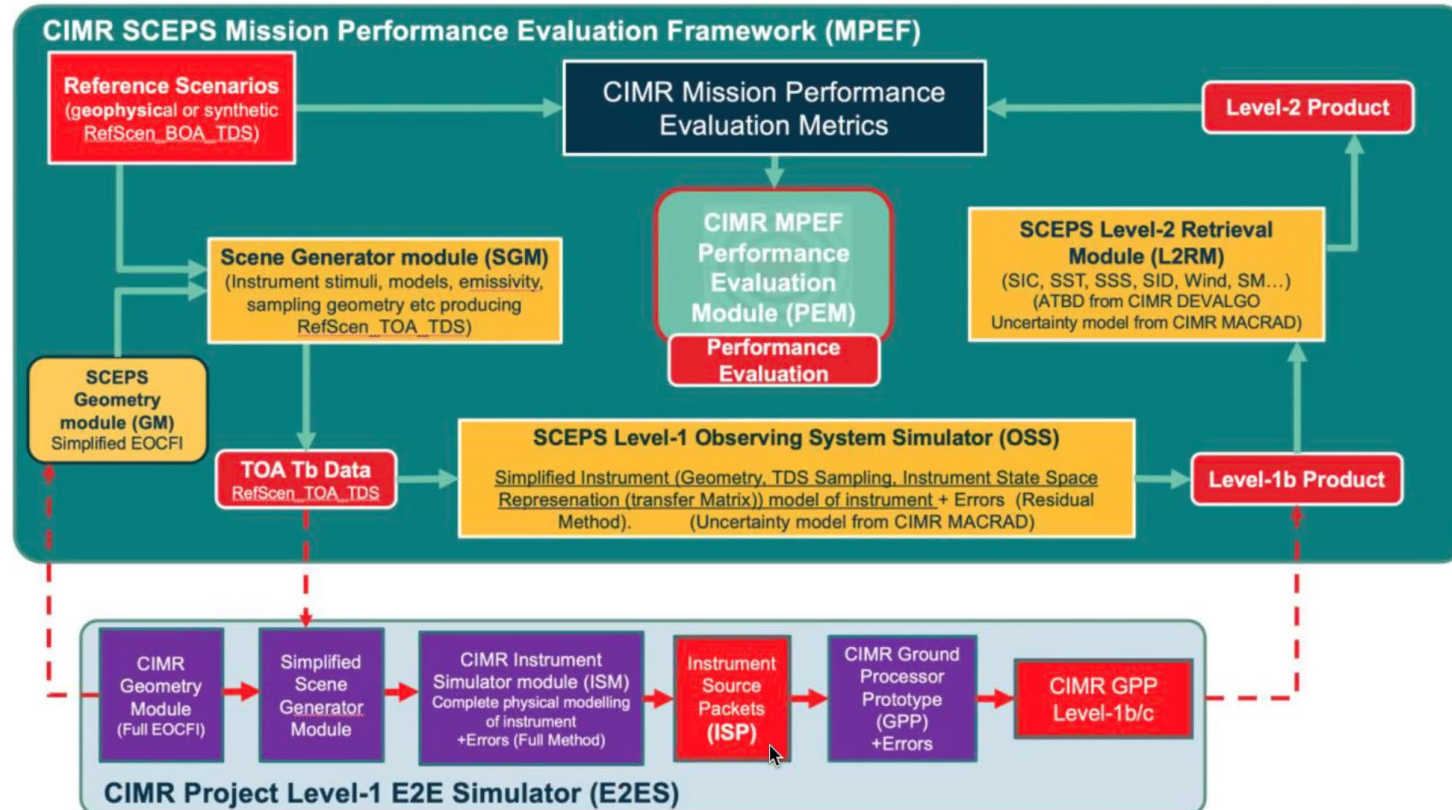 CIMR SCEPS Mission Performance Evaluation Framework (MPEF)
Reference Scenarios
(geophysical or synthetic
RefScen_BOA_TDS)
CIMR Mission Performance
Evaluation Metrics
Level-2 Product
CIMR MPEF
Performance
Evaluation
Module (PEM)
Performance
Evaluation
SCEPS Level-2 Retrieval
Module (L2RM)
(SIC, SST, SSS, SID, Wind, SM...)
(ATBD from CIMR DEVALGO
Uncertainty model from CIMR MACRAD)
Scene Generator module (SGM)
(Instrument stimuli, models, emissivity,
sampling geometry etc producing
RefScen_TOA_TDS)
SCEPS
Geometry
module (GM)
Simplified EOCFI
TOA Tb Data
RefScen_TOA_TDS
SCEPS Level-1 Observing System Simulator (OSS)
Simplified Instrument (Geometry, TDS Sampling, Instrument State Space
Represenation (transfer Matrix)) model of instrument + Errors (Residual
Method). (Uncertainty model from CIMR MACRAD)
Level-1b Product
CIMR
Geometry
Module
(Full EOCFI)
Simplified
Scene
Generator
Module
CIMR Instrument
Simulator module (ISM)
Complete physical modelling
of instrument
+Errors (Full Method)
Instrument
Source
Packets
(ISP)
CIMR Ground
Processor
Prototype
(GPP)
+Errors
CIMR GPP
Level-1b/c
CIMR Project Level-1 E2E Simulator (E2ES)